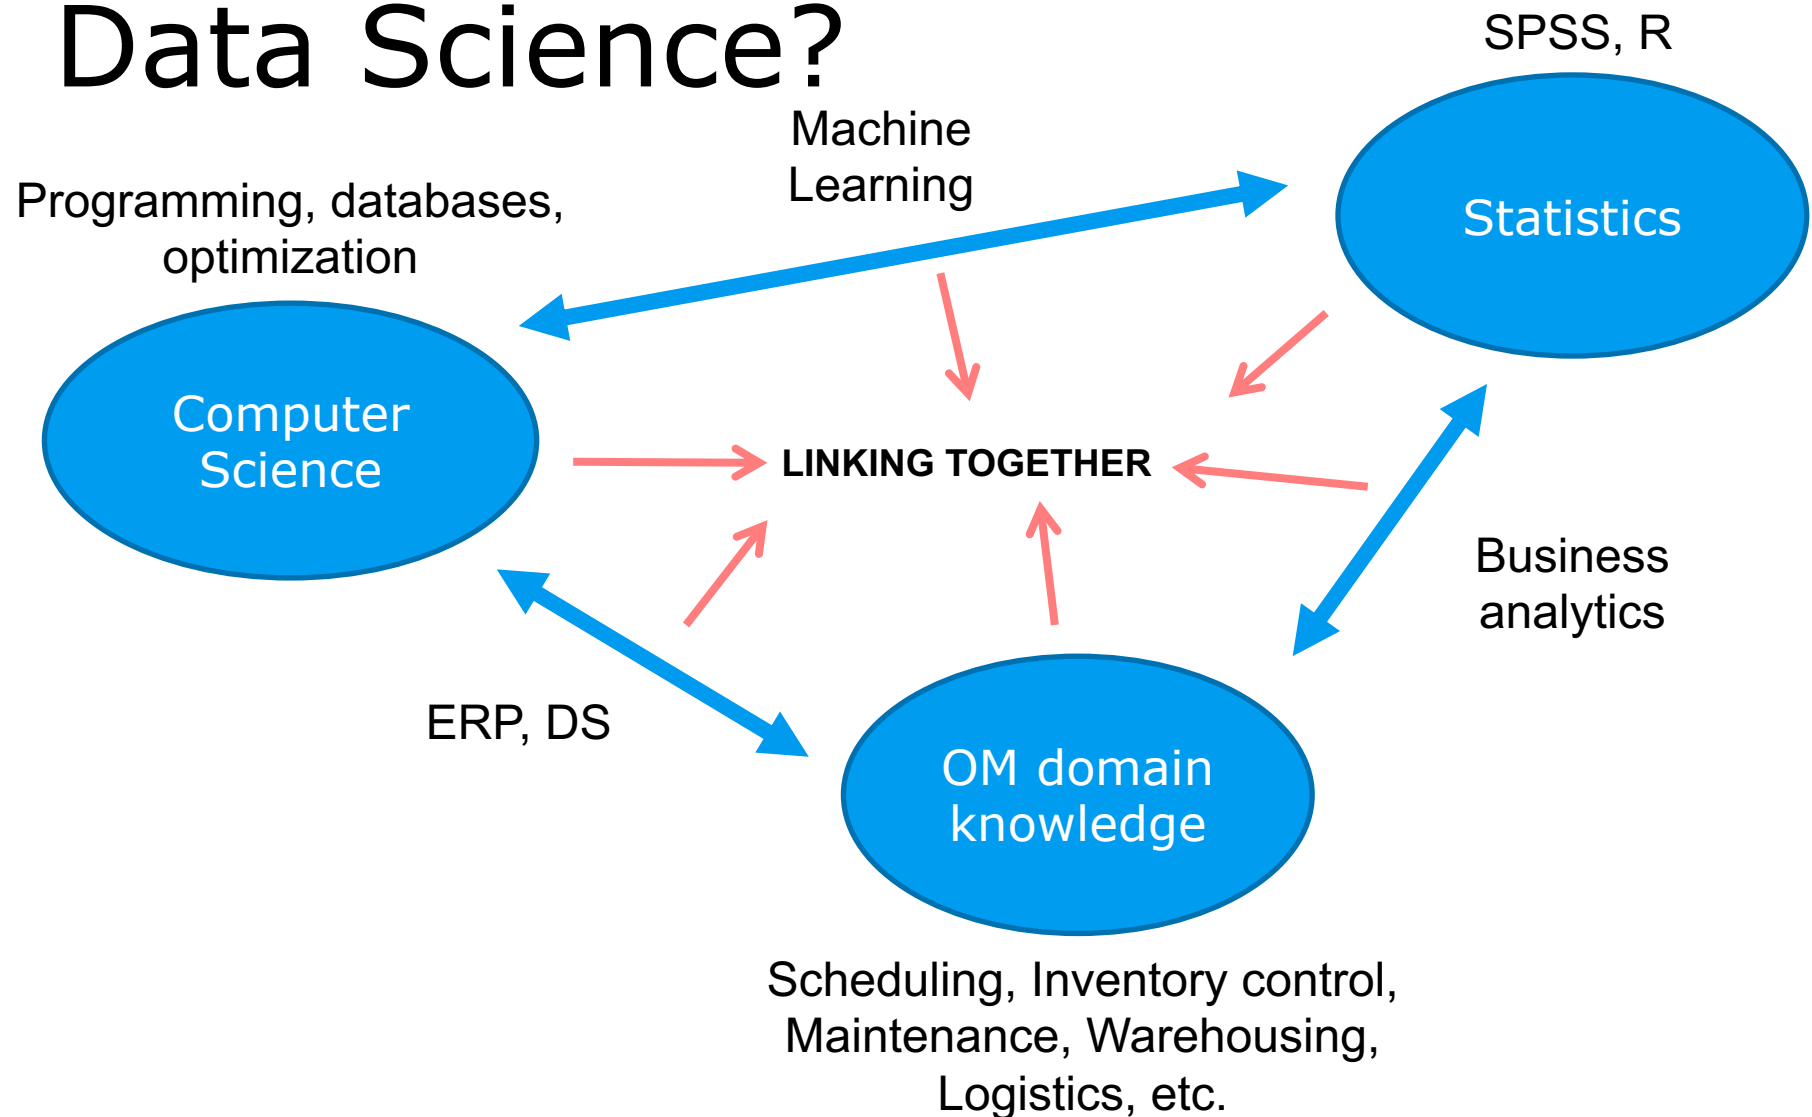 Data Science?
SPSS, R
Machine
Learning
Programming, databases,
optimization
Statistics
Computer
Science
LINKING TOGETHER
Business
analytics
ERP, DS
OM domain
knowledge
Scheduling, Inventory control,
Maintenance, Warehousing,
Logistics, etc.